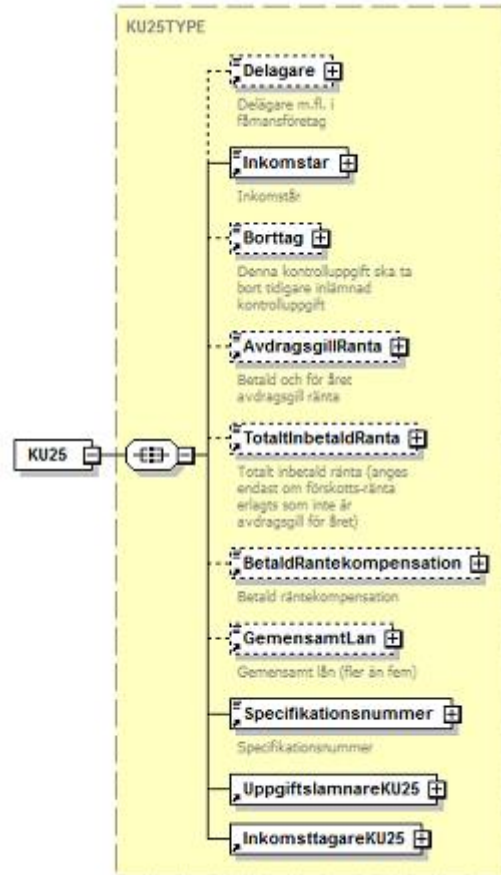 KU25TYPE
Delagare
Delägare m.fl. i
fåmansföretag
Inkomstar
Inkomstår
Borttag
Denna kontrolluppgift ska ta
bort tidigare inlämnad
kontrolluppgift
AvdragsgillRanta
Betald och för året
avdragsgill ränta
TotaltInbetaldRanta
Totalt inbetald ränta (anges
endast om förskotts-ränta
erlagts som inte är
avdragsgill för året)
KU25
BetaldRantekompensation
Betald räntekompensation
GemensamtLan
Gemensamt lån (fler än fem)
Specifikationsnummer
Specifikationsnummer
UppgiftslamnareKU25
InkomsttagareKU25